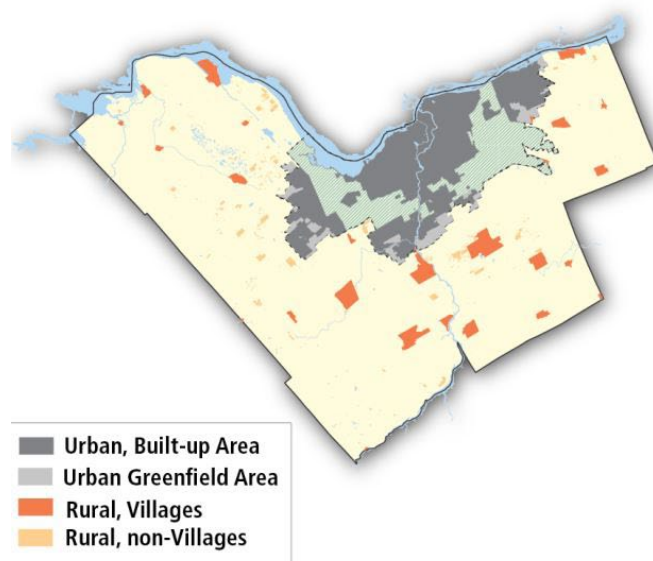 Urban, Built-up Area
Urban Greenfield Area
Rural, Villages
Rural, non-Villages